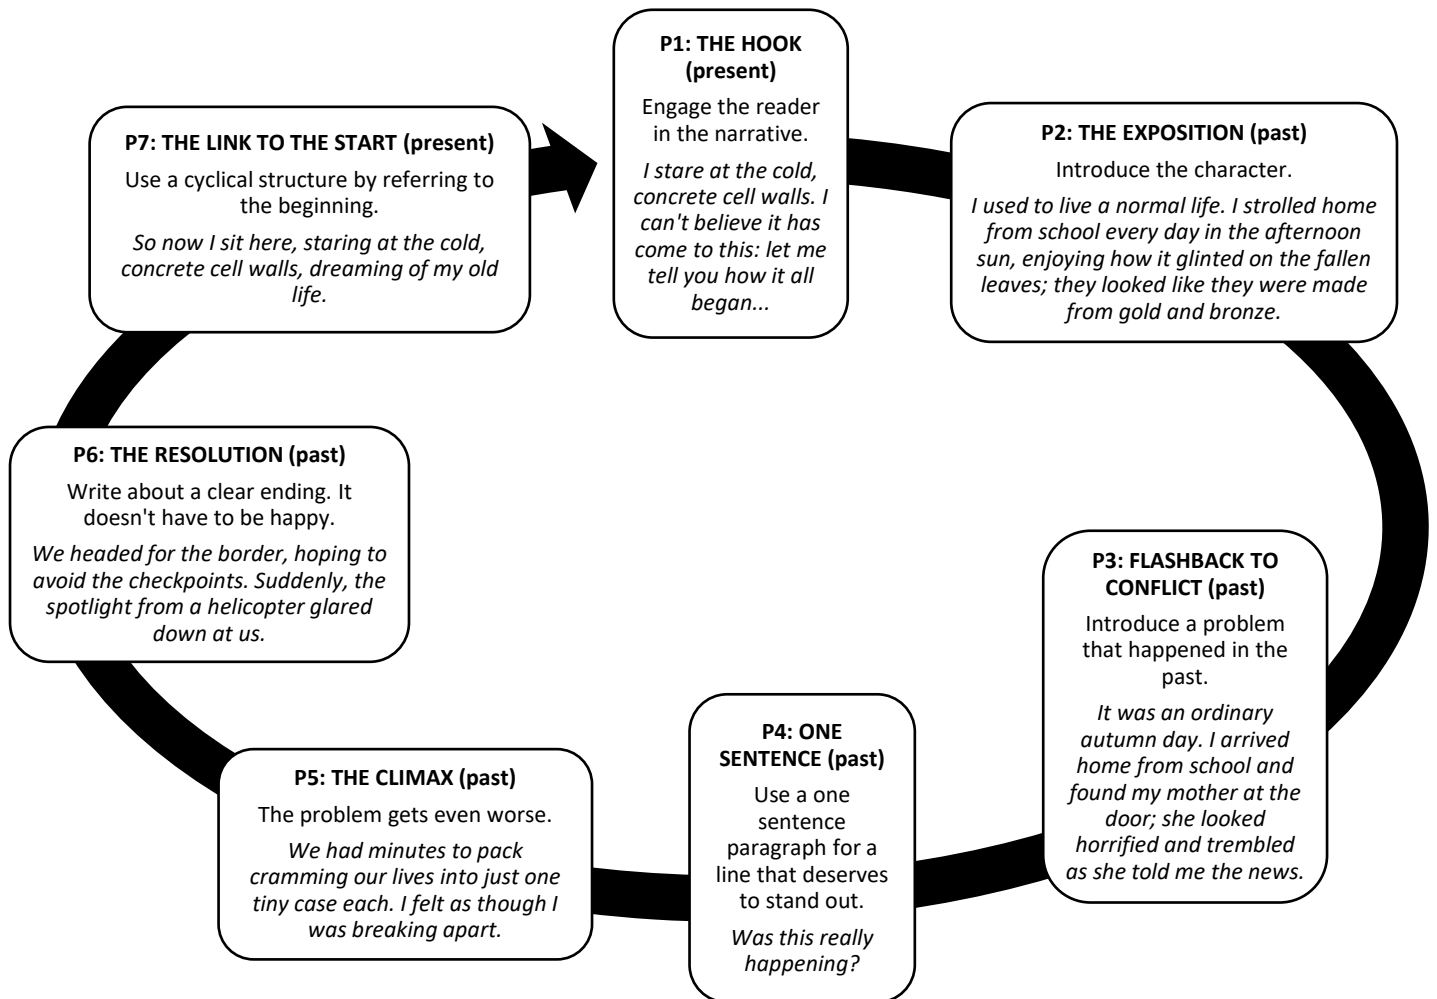 P1: THE HOOK
(present)
Engage the reader
in the narrative.
I stare at the cold,
concrete cell walls. I
can't believe it has
come to this: let me
tell you how it all
began...
P2: THE EXPOSITION (past)
Introduce the character.
I used to live a normal life. I strolled home
from school every day in the afternoon
sun, enjoying how it glinted on the fallen
leaves; they looked like they were made
from gold and bronze.
P3: FLASHBACK TO
CONFLICT (past)
Introduce a problem
that happened in the
past.
It was an ordinary
autumn day. I arrived
home from school and
found my mother at the
door; she looked
horrified and trembled
as she told me the news.
P4: ONE
SENTENCE (past)
Use a one
sentence
paragraph for a
line that deserves
to stand out.
Was this really
happening?
P5: THE CLIMAX (past)
The problem gets even worse.
We had minutes to pack
cramming our lives into just one
tiny case each. I felt as though I
was breaking apart.
P6: THE RESOLUTION (past)
Write about a clear ending. It
doesn't have to be happy.
We headed for the border, hoping to
avoid the checkpoints. Suddenly, the
spotlight from a helicopter glared
down at us.
P7: THE LINK TO THE START (present)
Use a cyclical structure by referring to
the beginning.
So now I sit here, staring at the cold,
concrete cell walls, dreaming of my old
life.